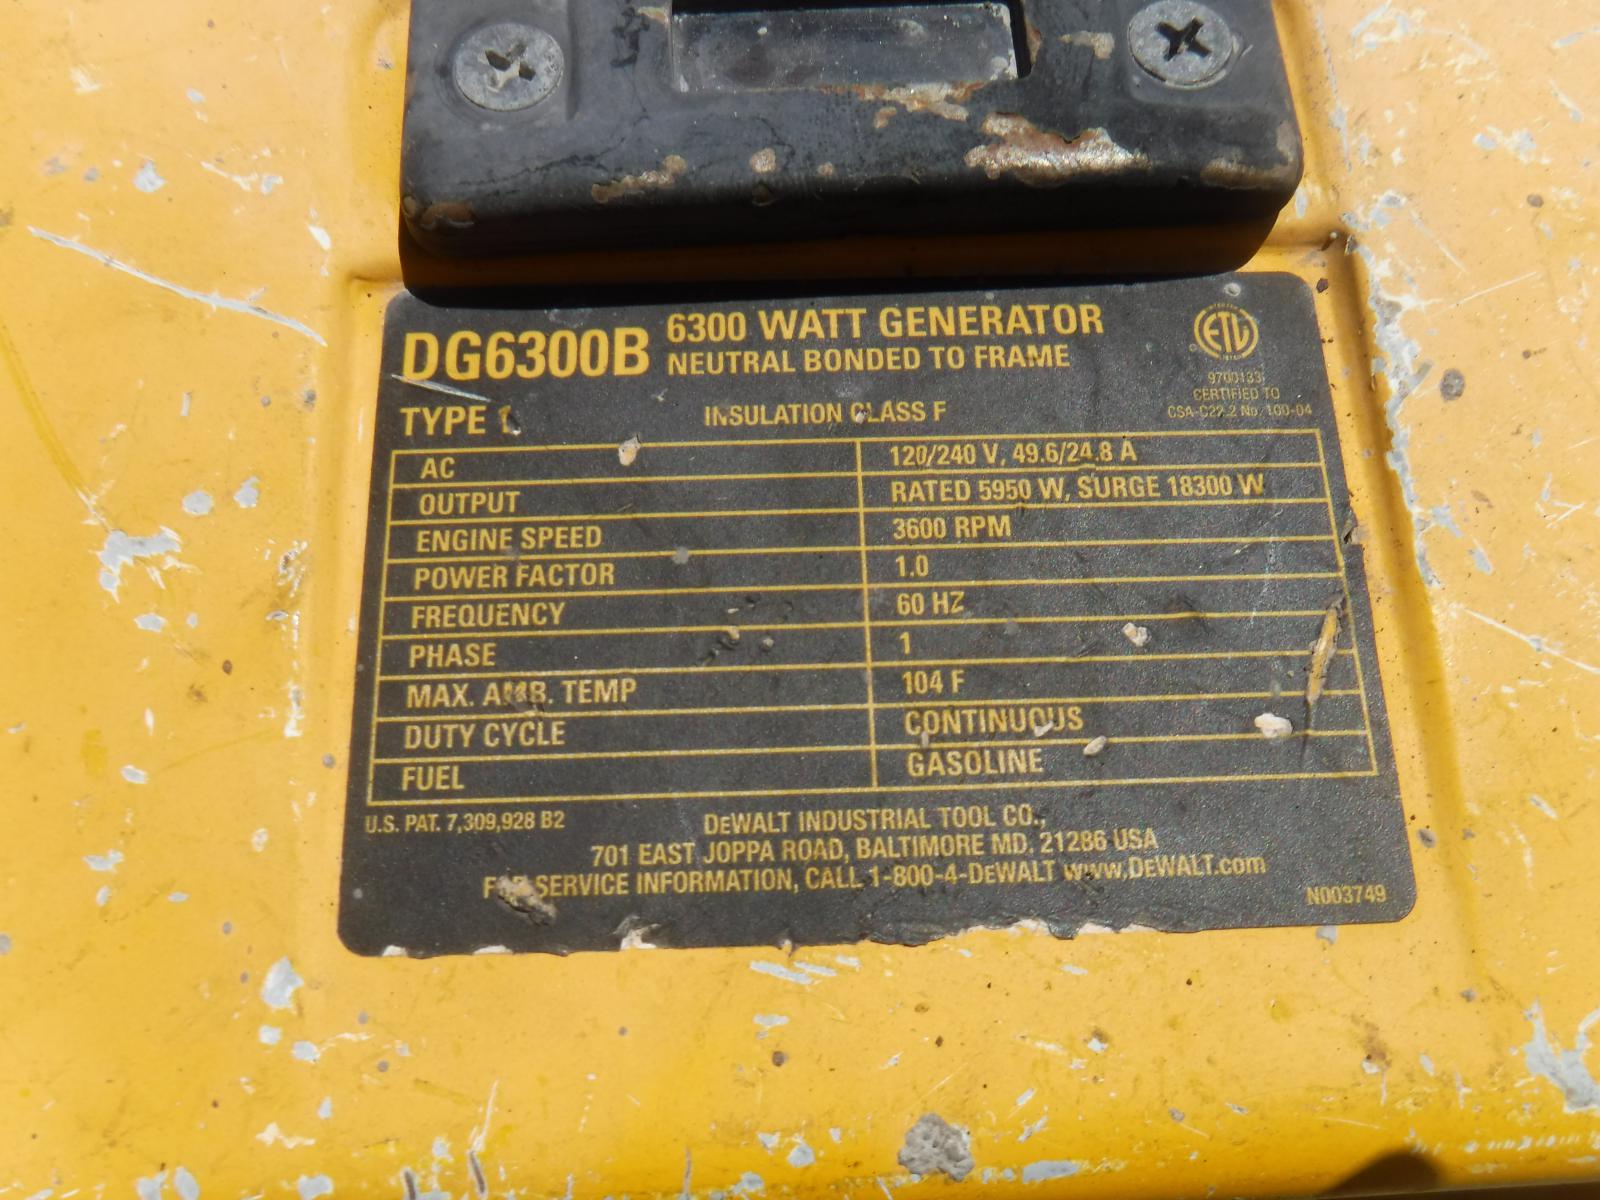 DG6300B 6300 WATT GENERATOR
NEUTRAL BONDED TO FRAME
ETL
9700133
CERTIFIED TO
CSA-C22.2 No. 100-04
TYPE 1 INSULATION CLASS F
AC 120/240 V, 49.6/24.8 A
OUTPUT RATED 5950 W, SURGE 18300 W
ENGINE SPEED 3600 RPM
POWER FACTOR 1.0
FREQUENCY 60 HZ
PHASE 1
MAX. AMB. TEMP 104 F
DUTY CYCLE CONTINUOUS
FUEL GASOLINE
U.S. PAT. 7,309,928 B2
DEWALT INDUSTRIAL TOOL CO.,
701 EAST JOPPA ROAD, BALTIMORE MD. 21286 USA
FOR SERVICE INFORMATION, CALL 1-800-4-DEWALT www.DEWALT.com
N003749